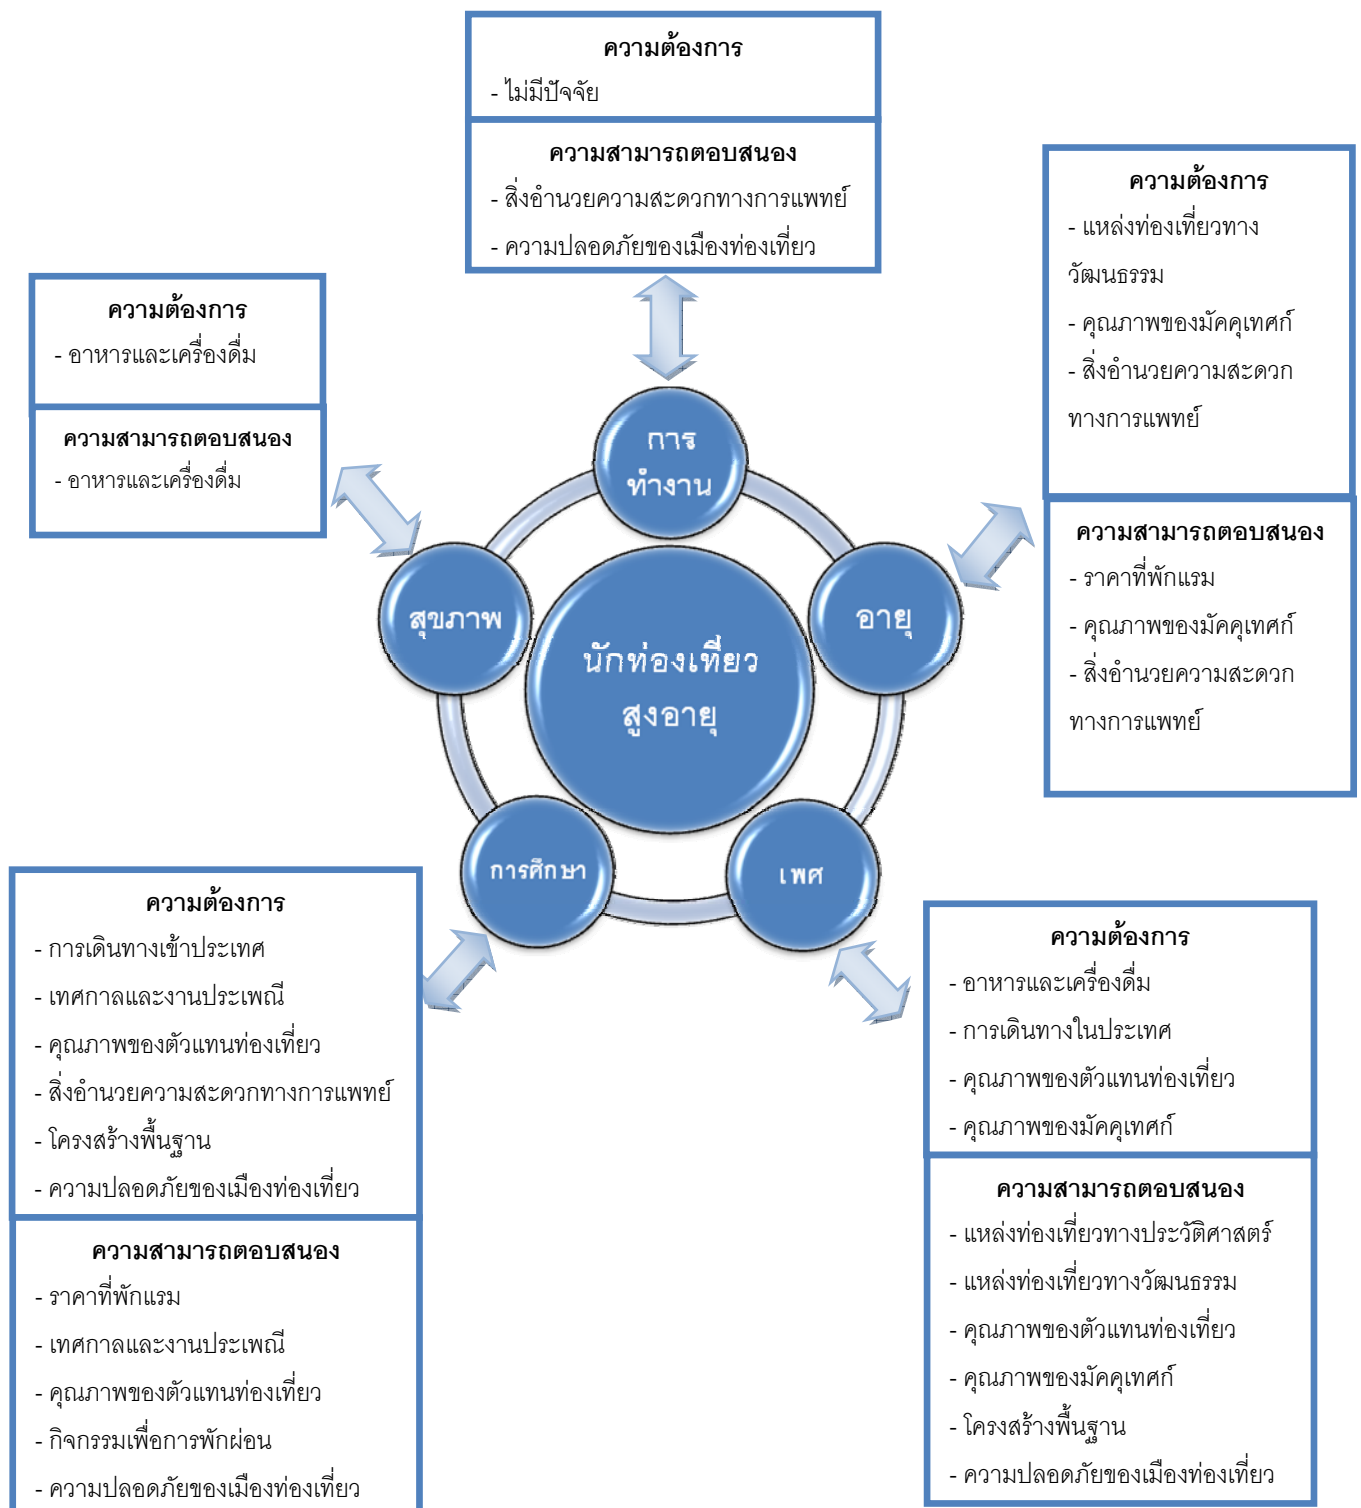 ความต้องการ
- ไม่มีปัจจัย
ความสามารถตอบสนอง
- สิ่งอำนวยความสะดวกทางการแพทย์
- ความปลอดภัยของเมืองท่องเที่ยว
ความต้องการ
- แหล่งท่องเที่ยวทาง
วัฒนธรรม
- คุณภาพของมัคคุเทศก์
- สิ่งอำนวยความสะดวก
ทางการแพทย์
ความสามารถตอบสนอง
- ราคาที่พักแรม
- คุณภาพของมัคคุเทศก์
- สิ่งอำนวยความสะดวก
ทางการแพทย์
ความต้องการ
- อาหารและเครื่องดื่ม
ความสามารถตอบสนอง
- อาหารและเครื่องดื่ม
การ
ทำงาน
สุขภาพ
อายุ
นักท่องเที่ยว
สูงอายุ
การศึกษา
เพศ
ความต้องการ
- การเดินทางเข้าประเทศ
- เทศกาลและงานประเพณี
- คุณภาพของตัวแทนท่องเที่ยว
- สิ่งอำนวยความสะดวกทางการแพทย์
- โครงสร้างพื้นฐาน
- ความปลอดภัยของเมืองท่องเที่ยว
ความสามารถตอบสนอง
- ราคาที่พักแรม
- เทศกาลและงานประเพณี
- คุณภาพของตัวแทนท่องเที่ยว
- กิจกรรมเพื่อการพักผ่อน
- ความปลอดภัยของเมืองท่องเที่ยว
ความต้องการ
- อาหารและเครื่องดื่ม
- การเดินทางในประเทศ
- คุณภาพของตัวแทนท่องเที่ยว
- คุณภาพของมัคคุเทศก์
ความสามารถตอบสนอง
- แหล่งท่องเที่ยวทางประวัติศาสตร์
- แหล่งท่องเที่ยวทางวัฒนธรรม
- คุณภาพของตัวแทนท่องเที่ยว
- คุณภาพของมัคคุเทศก์
- โครงสร้างพื้นฐาน
- ความปลอดภัยของเมืองท่องเที่ยว